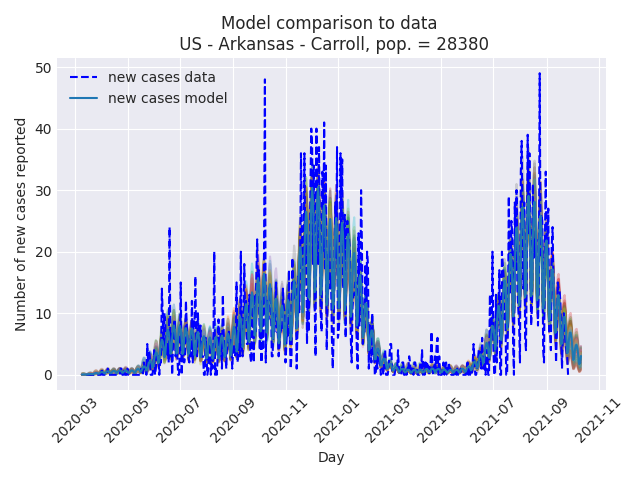 Model comparison to data
US - Arkansas - Carroll, pop. = 28380
new cases data
new cases model
Number of new cases reported
50
40
30
20
10
0
2020-03
2020-05
2020-07
2020-09
2020-11
2021-01
2021-03
2021-05
2021-07
2021-09
2021-11
Day